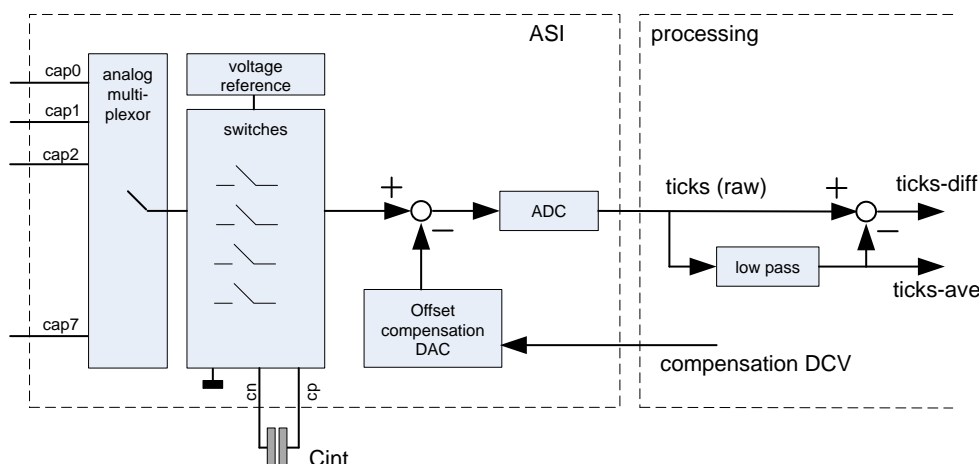 ASI
processing
cap0
cap1
cap2
cap7
analog
multi-
plexor
voltage
reference
switches
+
−
ADC
ticks (raw)
+
−
ticks-diff
low pass
ticks-ave
Offset
compensation
DAC
compensation DCV
cn
cp
Cint